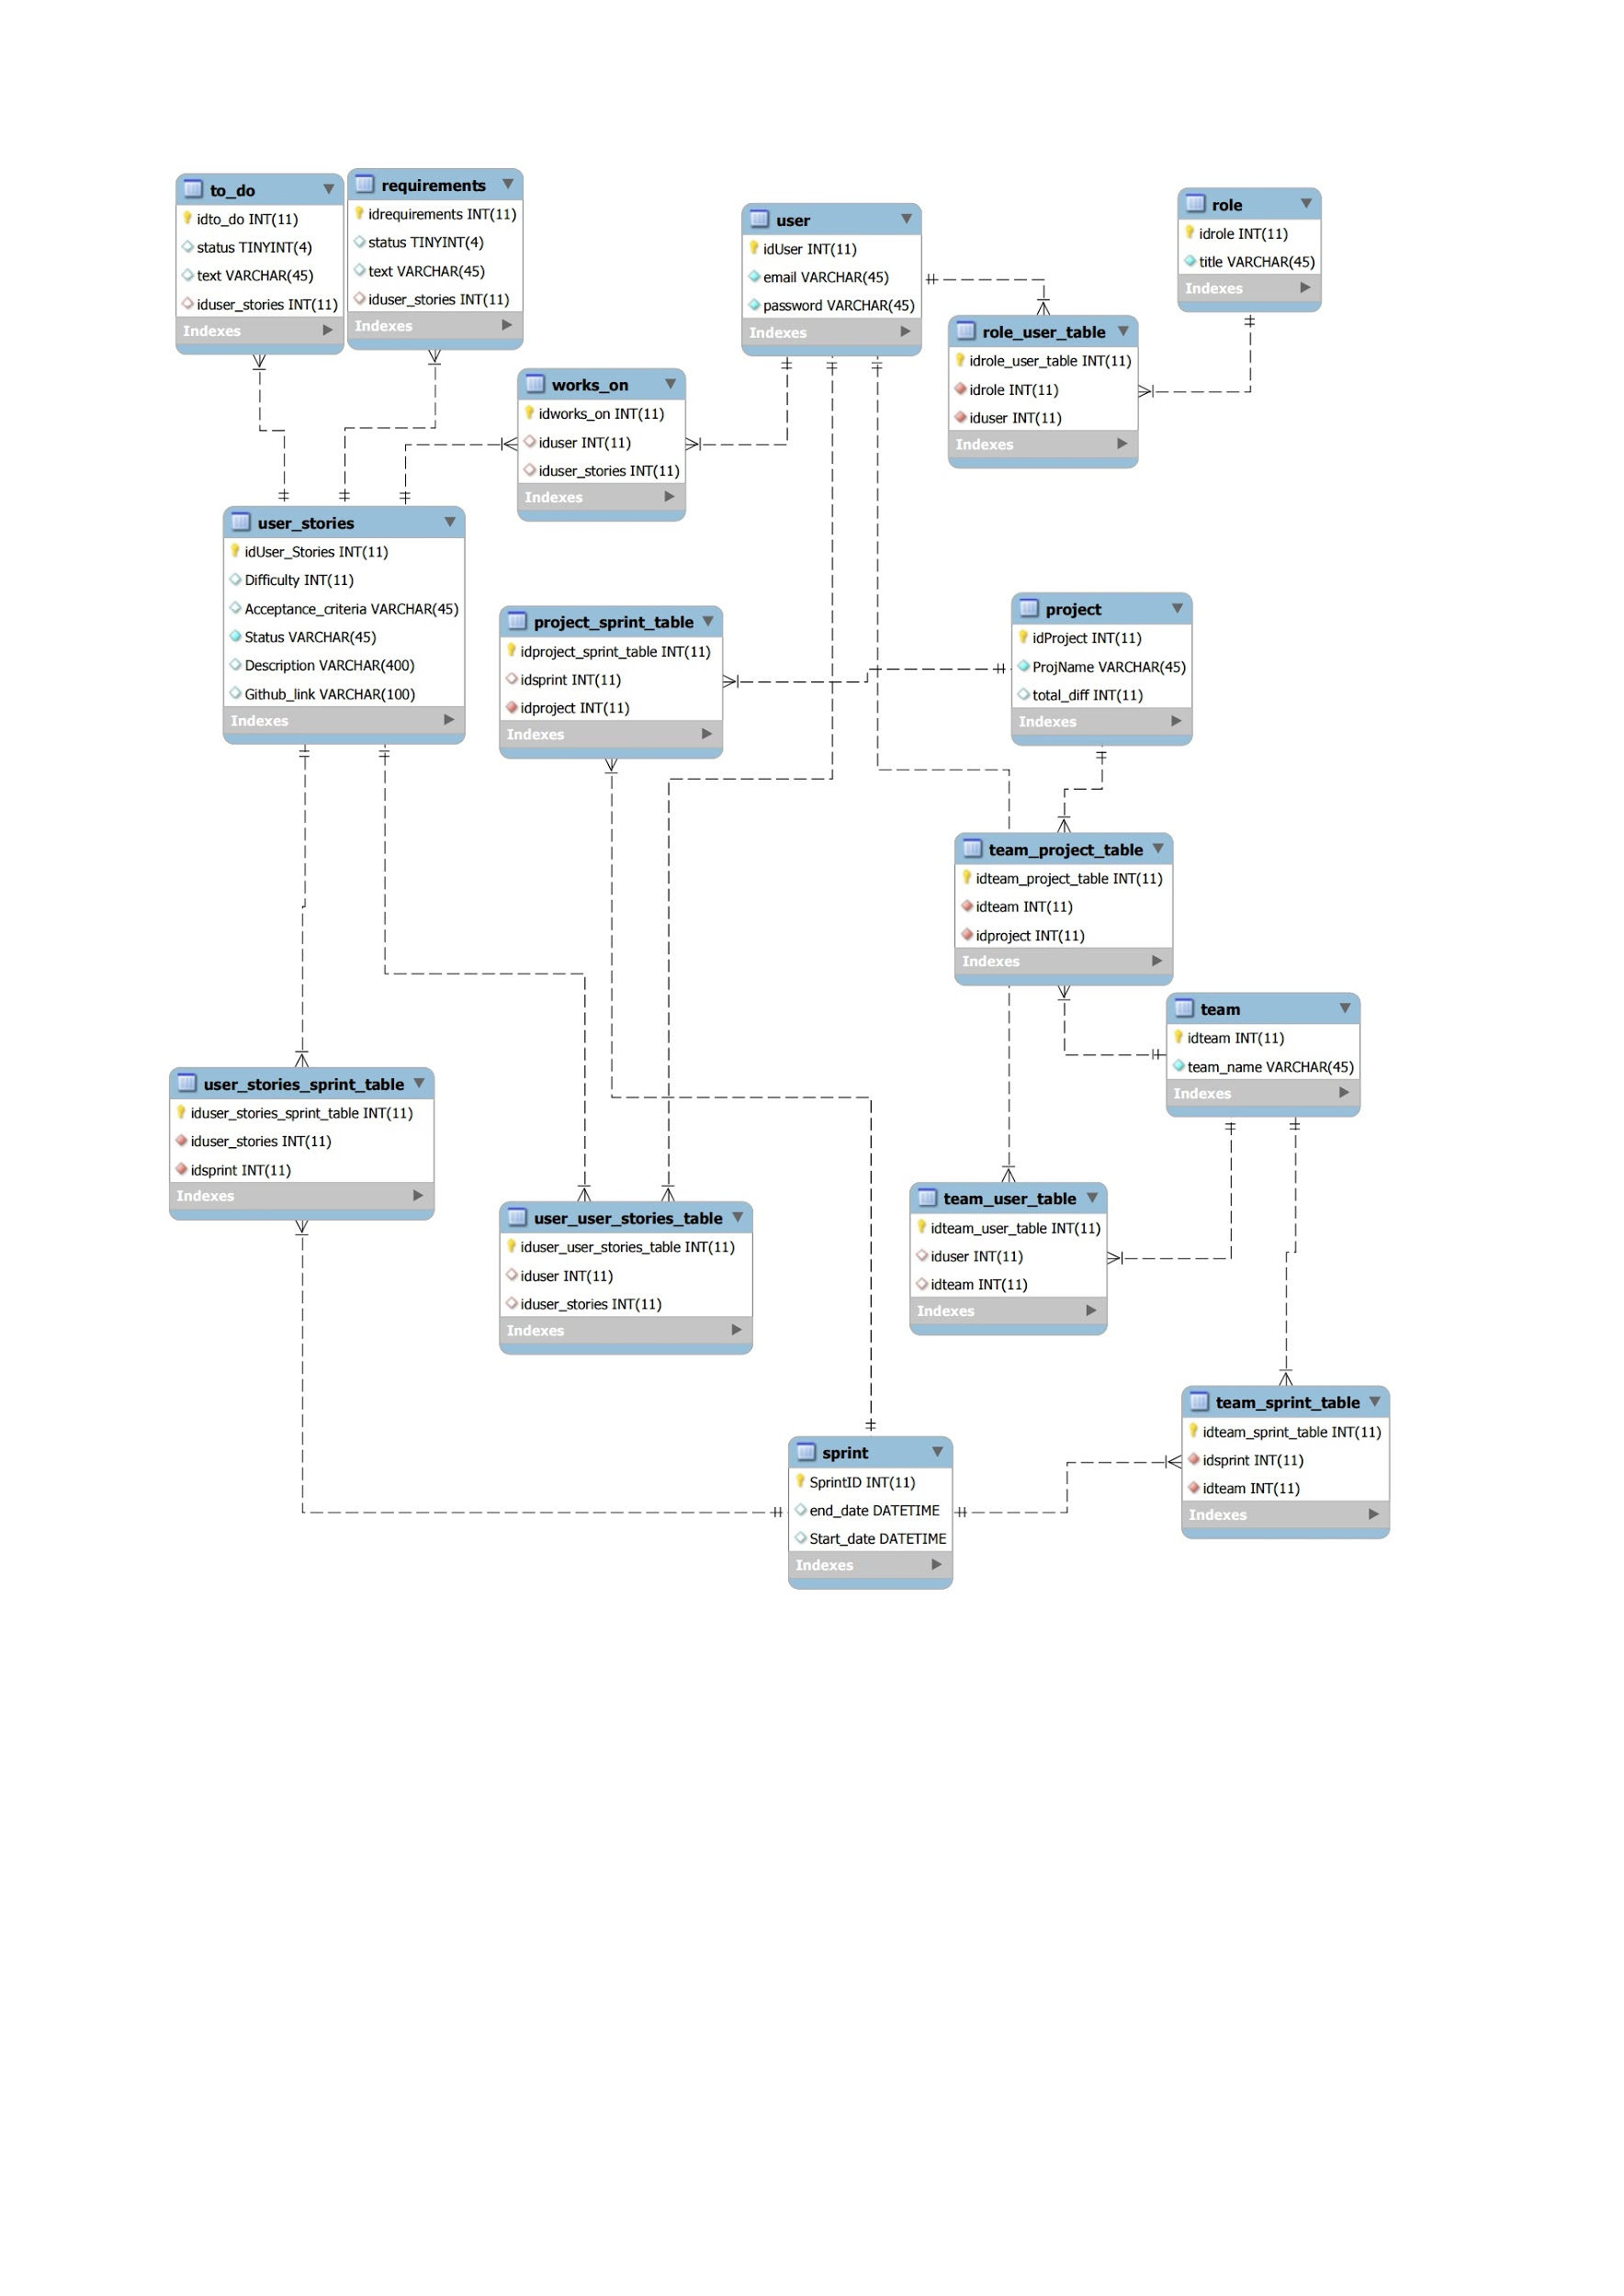 to_do
idto_do INT(11)
status TINYINT(4)
text VARCHAR(45)
iduser_stories INT(11)
Indexes
requirements
idrequirements INT(11)
status TINYINT(4)
text VARCHAR(45)
iduser_stories INT(11)
Indexes
user
idUser INT(11)
email VARCHAR(45)
password VARCHAR(45)
Indexes
role
idrole INT(11)
title VARCHAR(45)
Indexes
role_user_table
idrole_user_table INT(11)
idrole INT(11)
iduser INT(11)
Indexes
works_on
idworks_on INT(11)
iduser INT(11)
iduser_stories INT(11)
Indexes
user_stories
idUser_Stories INT(11)
Difficulty INT(11)
Acceptance_criteria VARCHAR(45)
Status VARCHAR(45)
Description VARCHAR(400)
Github_link VARCHAR(100)
Indexes
project_sprint_table
idproject_sprint_table INT(11)
idsprint INT(11)
idproject INT(11)
Indexes
project
idProject INT(11)
ProjName VARCHAR(45)
total_diff INT(11)
Indexes
team_project_table
idteam_project_table INT(11)
idteam INT(11)
idproject INT(11)
Indexes
team
idteam INT(11)
team_name VARCHAR(45)
Indexes
user_stories_sprint_table
iduser_stories_sprint_table INT(11)
iduser_stories INT(11)
idsprint INT(11)
Indexes
user_user_stories_table
iduser_user_stories_table INT(11)
iduser INT(11)
iduser_stories INT(11)
Indexes
team_user_table
idteam_user_table INT(11)
iduser INT(11)
idteam INT(11)
Indexes
team_sprint_table
idteam_sprint_table INT(11)
idsprint INT(11)
idteam INT(11)
Indexes
sprint
SprintID INT(11)
end_date DATETIME
Start_date DATETIME
Indexes